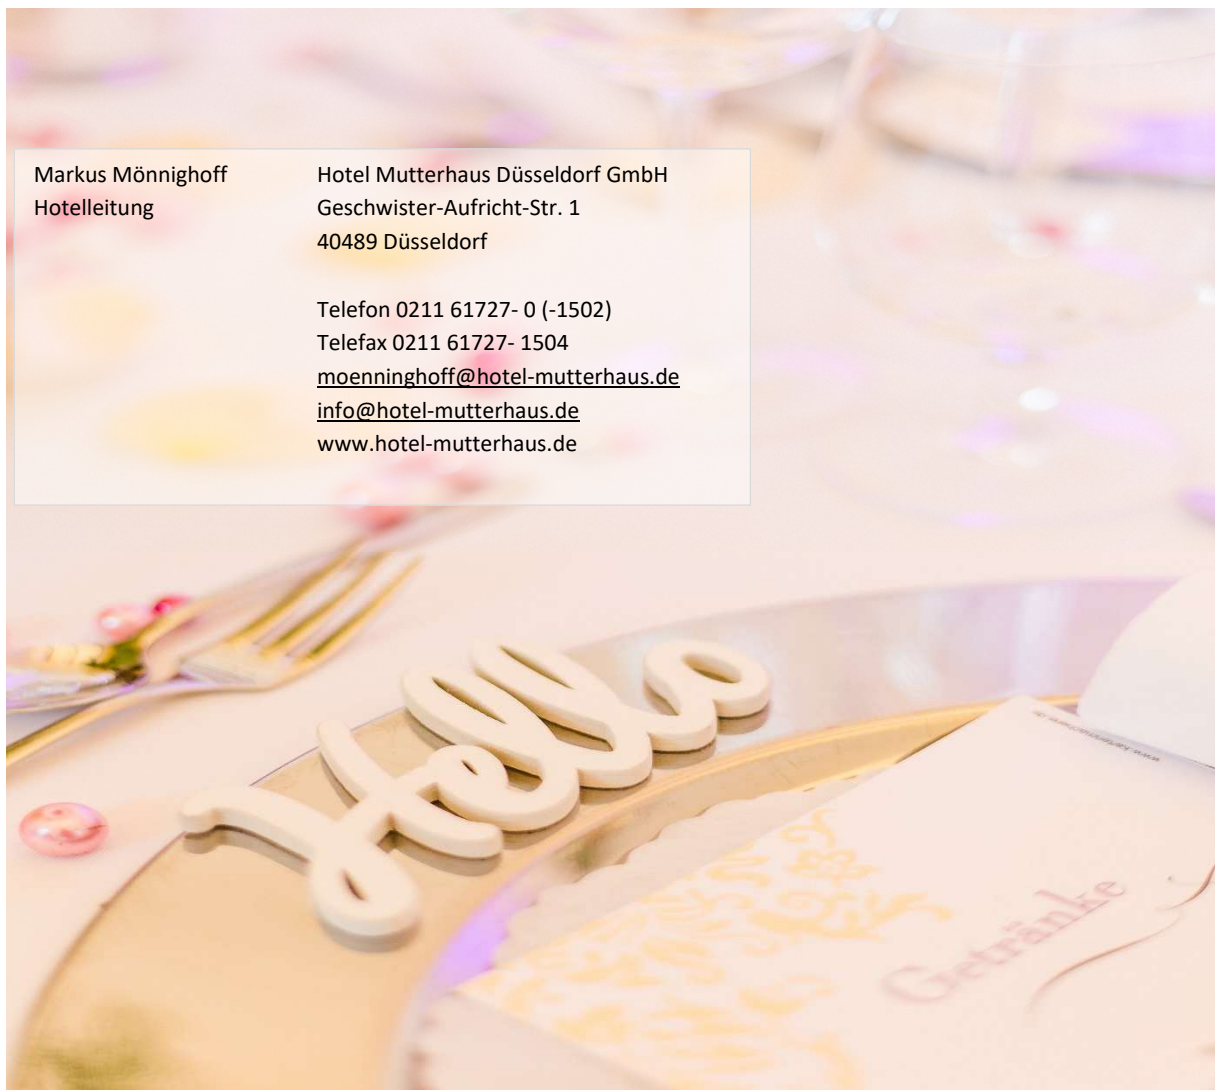 Markus Mönnighoff
Hotelleitung
Hotel Mutterhaus Düsseldorf GmbH
Geschwister-Aufricht-Str. 1
40489 Düsseldorf
Telefon 0211 61727- 0 (-1502)
Telefax 0211 61727- 1504
moenninghoff@hotel-mutterhaus.de
info@hotel-mutterhaus.de
www.hotel-mutterhaus.de
Hello
Getränke